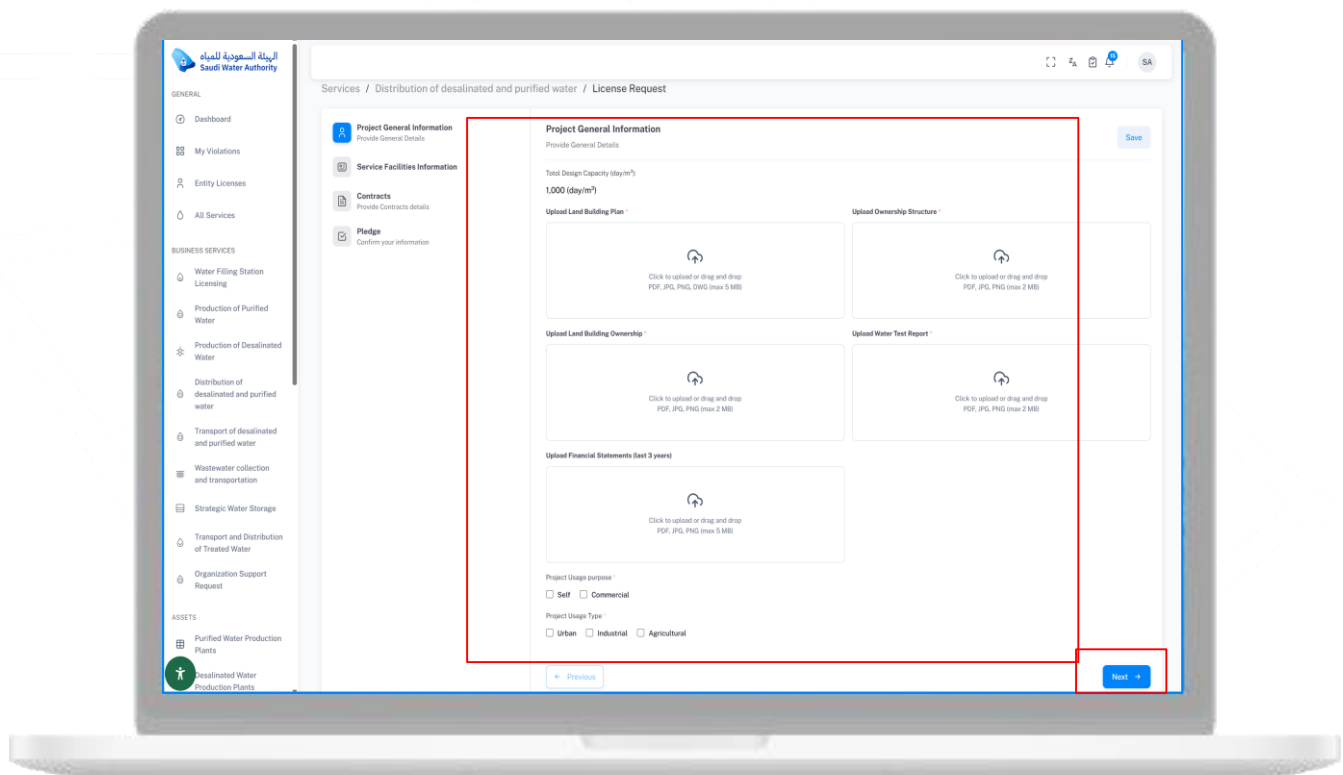 الهيئة السعودية للمياه
Saudi Water Authority
SA
GENERAL
Dashboard
My Violations
Entity Licenses
All Services
BUSINESS SERVICES
Water Filling Station
Licensing
Production of Purified
Water
Production of Desalinated
Water
Distribution of
desalinated and purified
water
Transport of desalinated
and purified water
Wastewater collection
and transportation
Strategic Water Storage
Transport and Distribution
of Treated Water
Organization Support
Request
ASSETS
Purified Water Production
Plants
Desalinated Water
Production Plants
Services / Distribution of desalinated and purified water / License Request
Project General Information
Provide General Details
Service Facilities Information
Contracts
Provide Contracts details
Pledge
Confirm your information
Project General Information
Provide General Details
Save
Total Design Capacity (day/m³):
1,000 (day/m³)
Upload Land Building Plan *
Click to upload or drag and drop
PDF, JPG, PNG, DWG (max 5 MB)
Upload Ownership Structure *
Click to upload or drag and drop
PDF, JPG, PNG (max 2 MB)
Upload Land Building Ownership *
Click to upload or drag and drop
PDF, JPG, PNG (max 2 MB)
Upload Water Test Report *
Click to upload or drag and drop
PDF, JPG, PNG (max 2 MB)
Upload Financial Statements (last 3 years)
Click to upload or drag and drop
PDF, JPG, PNG (max 5 MB)
Project Usage purpose *
Self Commercial
Project Usage Type *
Urban Industrial Agricultural
← Previous
Next →